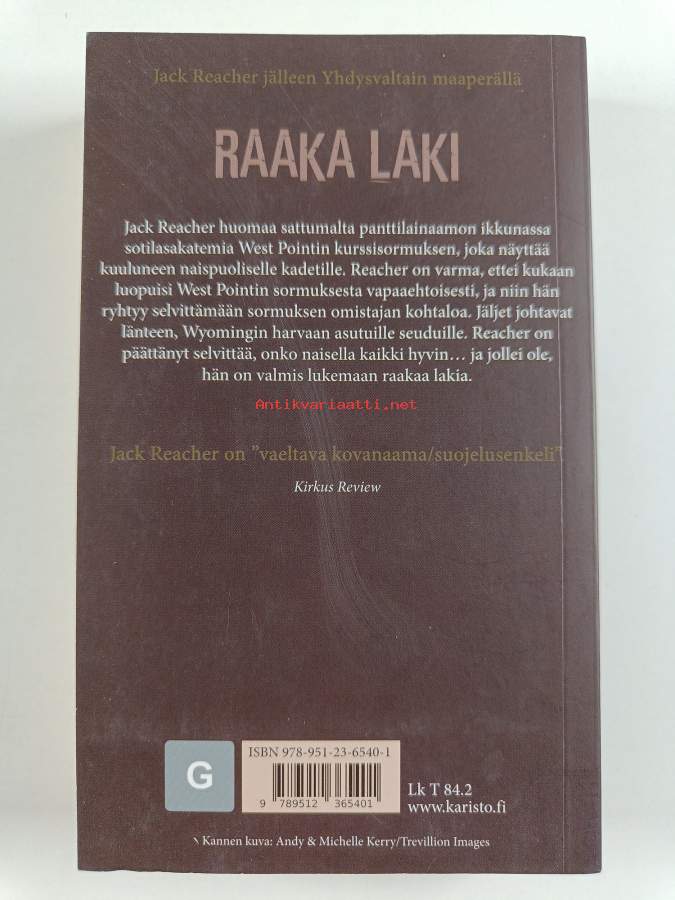 Jack Reacher jälleen Yhdysvaltain maaperällä
RAAKA LAKI
Jack Reacher huomaa sattumalta panttilainaamon ikkunassa
sotilasakatemia West Pointin kurssisormuksen, joka näyttää
kuuluneen naispuoliselle kadetille. Reacher on varma, ettei kukaan
luopuisi West Pointin sormuksesta vapaaehtoisesti, ja niin hän
ryhtyy selvittämään sormuksen omistajan kohtaloa. Jäljet johtavat
länteen, Wyomingin harvaan asutuille seuduille. Reacher on
päättänyt selvittää, onko naisella kaikki hyvin… ja jollei ole,
hän on valmis lukemaan raakaa lakia.
Antikvariaatti.net
Jack Reacher on ”vaeltava kovanaama/suojelusenkeli”
Kirkus Review
G
ISBN 978-951-23-6540-1
9 789512 365401
Lk T 84.2
www.karisto.fi
Kannen kuva: Andy & Michelle Kerry/Trevillion Images